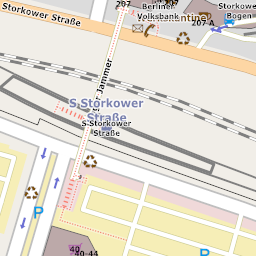 207
Berliner
Volksbank
207 A
Storkower
Bogen
Storkower Straße
Jammer
S Storkower
Straße
S Storkower
Straße
P
P
40
40-44